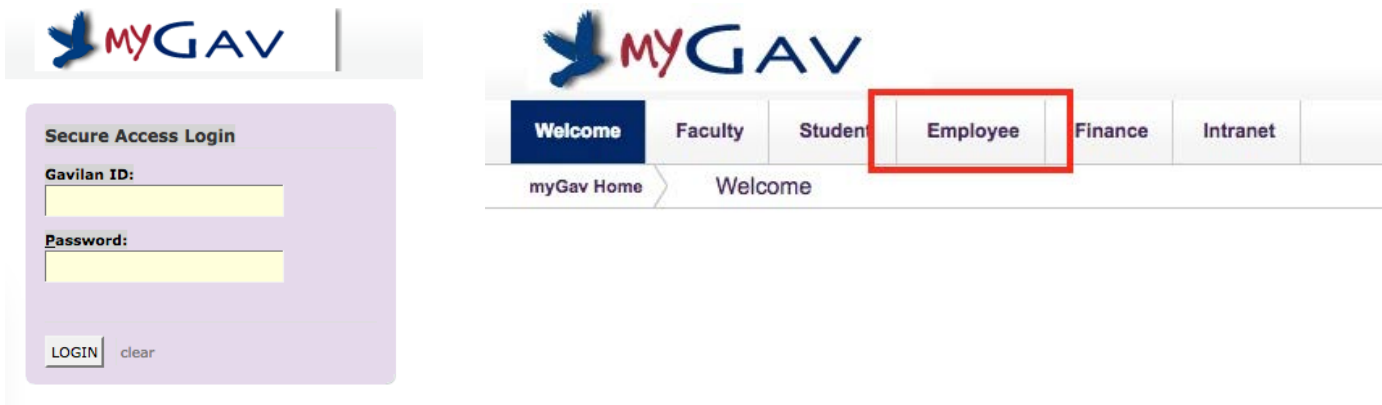 myGav
Secure Access Login
Gavilan ID:
Password:
LOGIN clear
myGav
Welcome Faculty Student Employee Finance Intranet
myGav Home Welcome